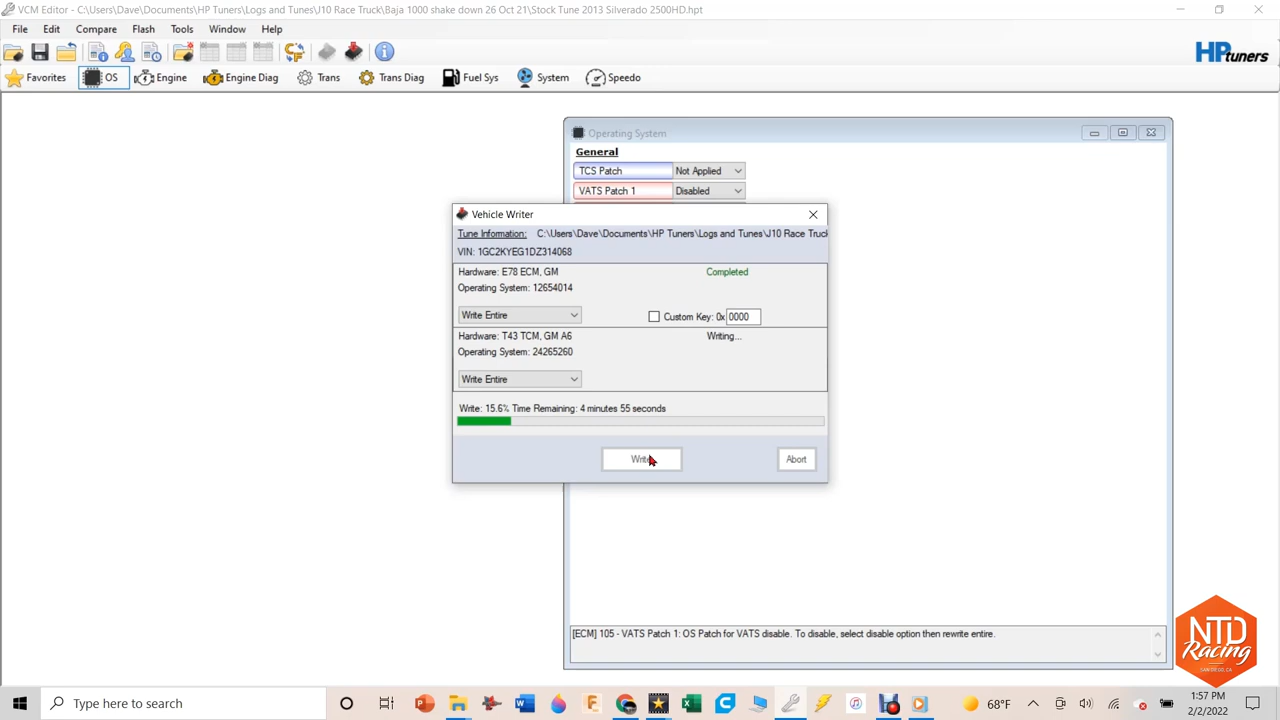 VCM Editor - C:\Users\Dave\Documents\HP Tuners\Logs and Tunes\J10 Race Truck\Baja 1000 shake down 26 Oct 21\Stock Tune 2013 Silverado 2500HD.hpt
File Edit Compare Flash Tools Window Help
HPtuners
Favorites OS Engine Engine Diag Trans Trans Diag Fuel Sys System Speedo
Operating System
General
TCS Patch Not Applied
VATS Patch 1 Disabled
Vehicle Writer
Tune Information: C:\Users\Dave\Documents\HP Tuners\Logs and Tunes\J10 Race Truck
VIN: 1GC2KYEG1DZ314068
Hardware: E78 ECM, GM Completed
Operating System: 12654014
Write Entire Custom Key: 0x 0000
Hardware: T43 TCM, GM A6 Writing...
Operating System: 24265260
Write Entire
Write: 15.6% Time Remaining: 4 minutes 55 seconds
Write Abort
[ECM] 105 - VATS Patch 1: OS Patch for VATS disable. To disable, select disable option then rewrite entire.
NTD
Racing
SAN DIEGO, CA
Type here to search 68°F 1:57 PM
2/2/2022